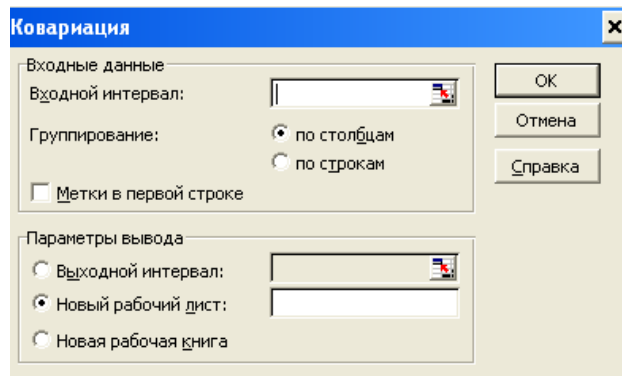 Ковариация
Входные данные
Входной интервал:
Группирование:
по столбцам
по строкам
Метки в первой строке
Параметры вывода
Выходной интервал:
Новый рабочий лист:
Новая рабочая книга
ОК
Отмена
Справка